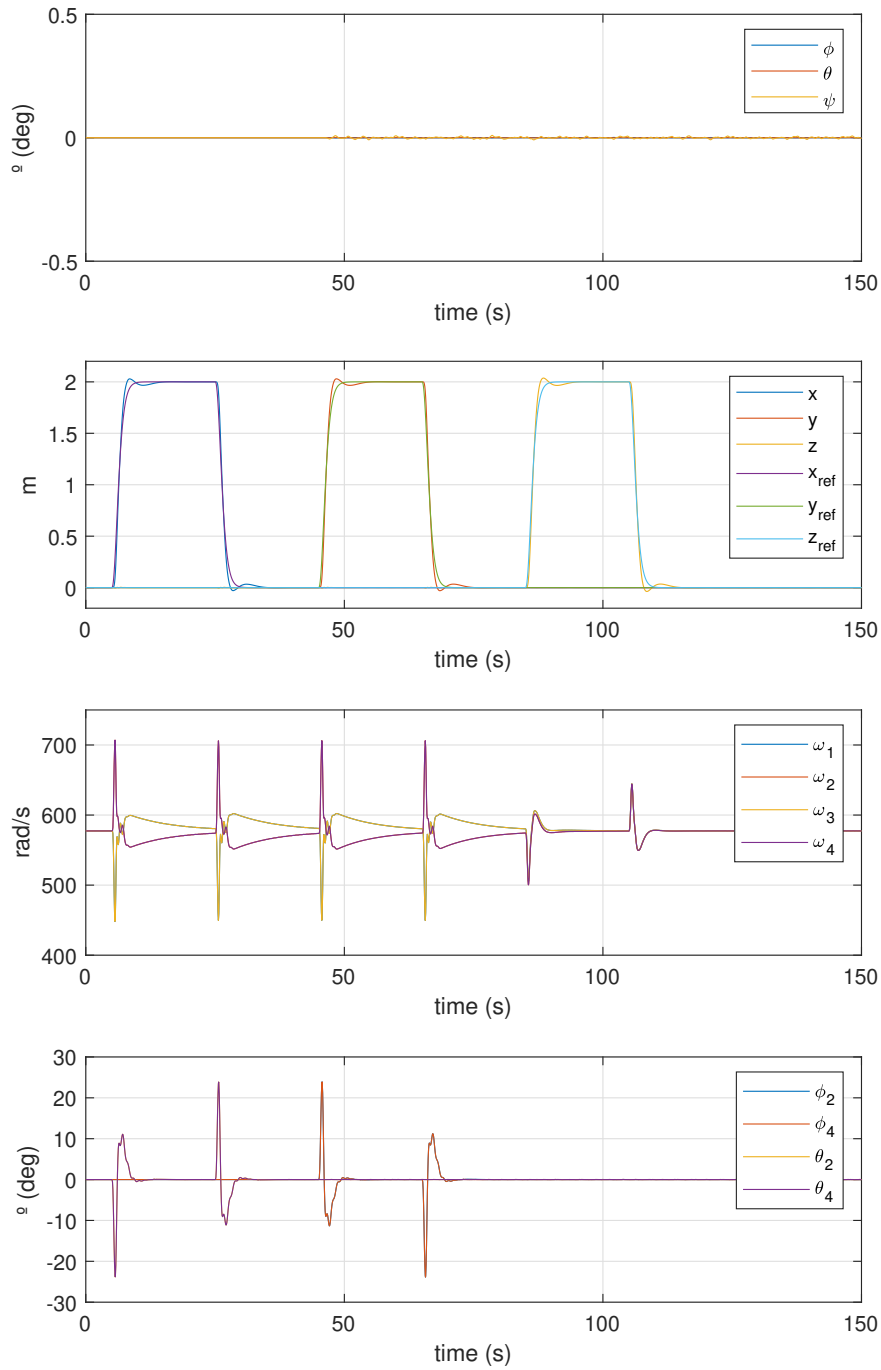 0.5
0
-0.5
º (deg)
ϕ
θ
ψ
0
50
100
150
time (s)
2
1.5
1
0.5
0
m
x
y
z
x_ref
y_ref
z_ref
0
50
100
150
time (s)
700
600
500
400
rad/s
ω_1
ω_2
ω_3
ω_4
0
50
100
150
time (s)
30
20
10
0
-10
-20
-30
º (deg)
ϕ_2
ϕ_4
θ_2
θ_4
0
50
100
150
time (s)